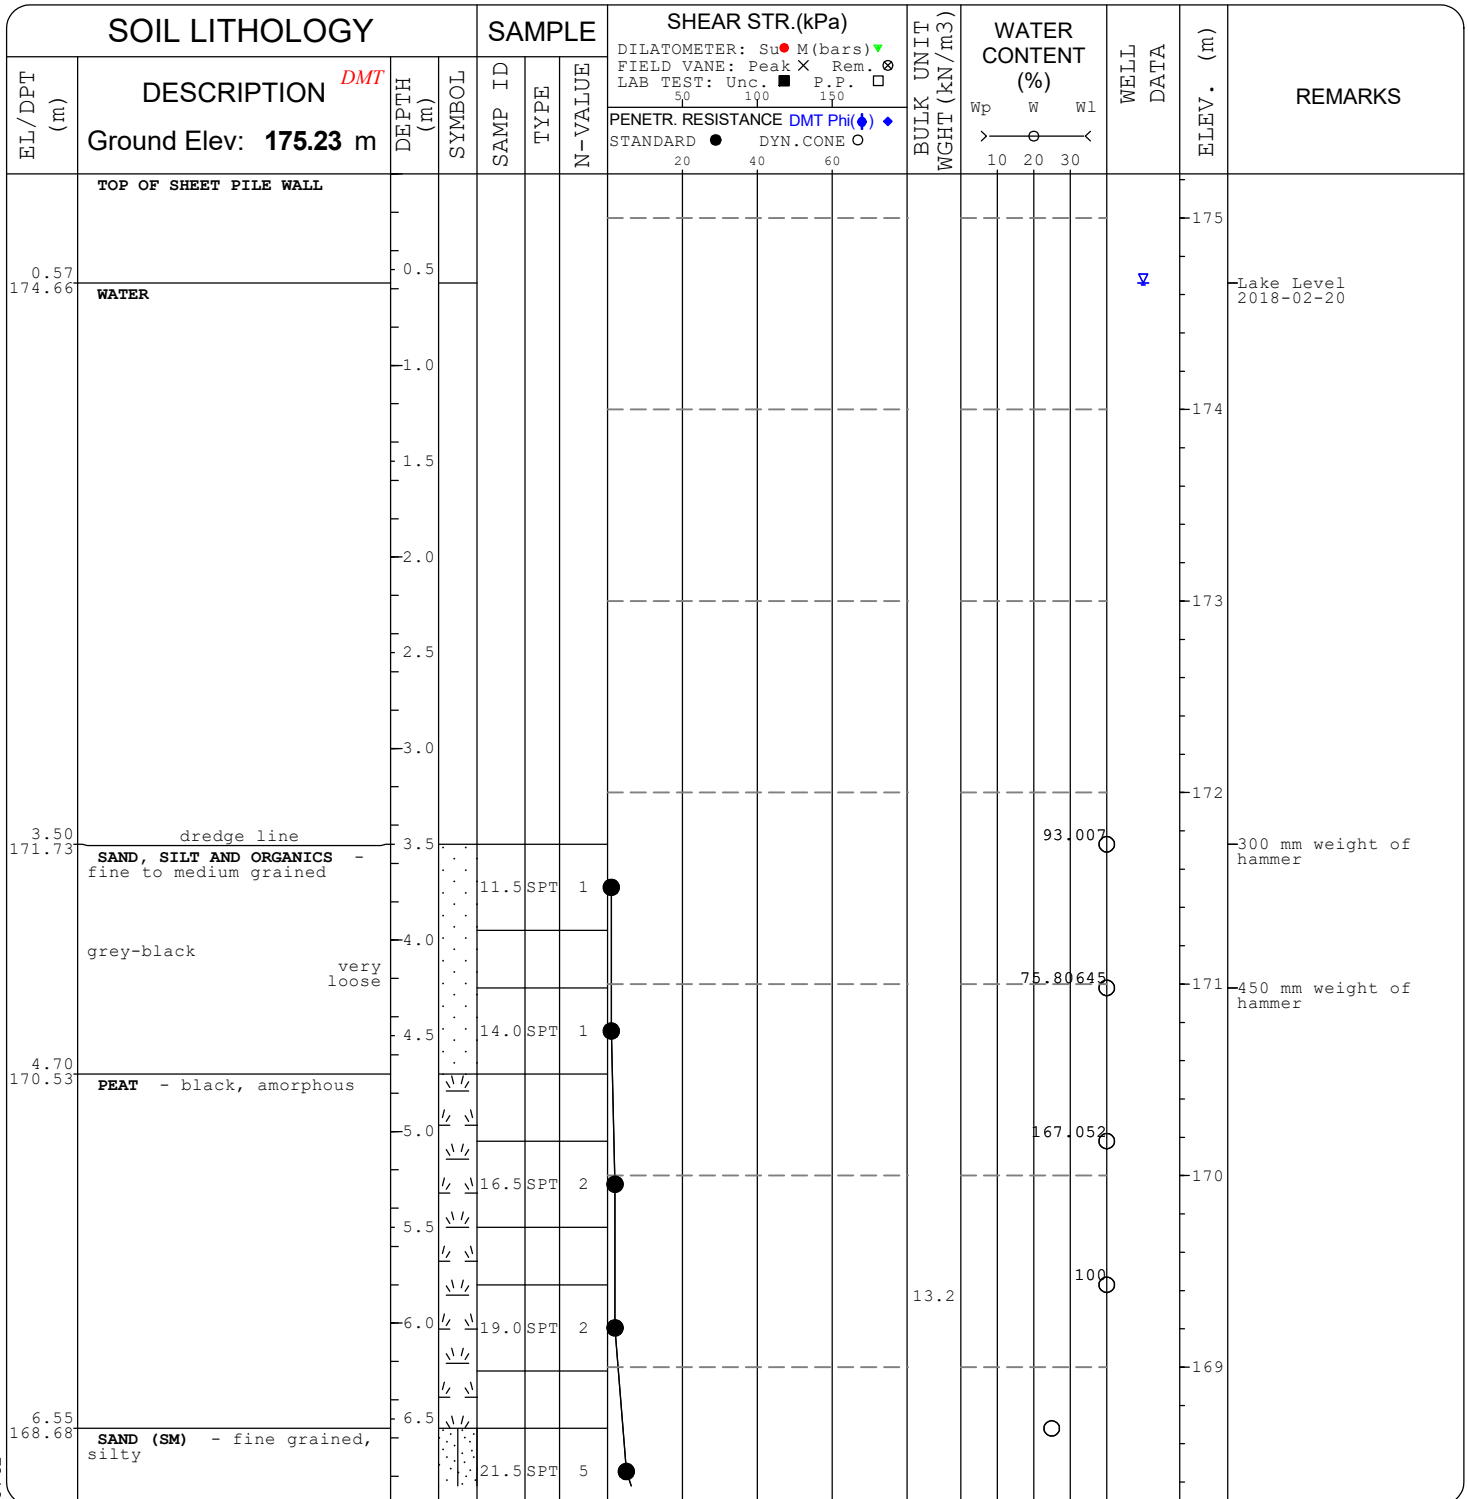 SOIL LITHOLOGY
SAMPLE
SHEAR STR.(kPa)
DILATOMETER: Su M(bars)
FIELD VANE: Peak Rem.
LAB TEST: Unc. P.P.
50 100 150
PENETR. RESISTANCE DMT Phi(ϕ)
STANDARD DYN.CONE
20 40 60
EL/DPT (m)
DESCRIPTION DMT
Ground Elev: 175.23 m
DEPTH (m)
SYMBOL
SAMP ID
TYPE
N-VALUE
BULK UNIT
WGHT(kN/m3)
WATER
CONTENT
(%)
Wp W Wl
10 20 30
WELL
DATA
ELEV. (m)
REMARKS
TOP OF SHEET PILE WALL
175
0.57
174.66
WATER
0.5
Lake Level
2018-02-20
1.0
174
1.5
2.0
173
2.5
3.0
172
3.50
171.73
dredge line
3.5
93.007
300 mm weight of
hammer
SAND, SILT AND ORGANICS -
fine to medium grained
11.5 SPT 1
4.0
grey-black
very
loose
75.80645
171
450 mm weight of
hammer
14.0 SPT 1
4.5
4.70
170.53
PEAT - black, amorphous
5.0
167.052
170
16.5 SPT 2
5.5
100
13.2
6.0
19.0 SPT 2
169
6.5
6.55
168.68
SAND (SM) - fine grained,
silty
21.5 SPT 5